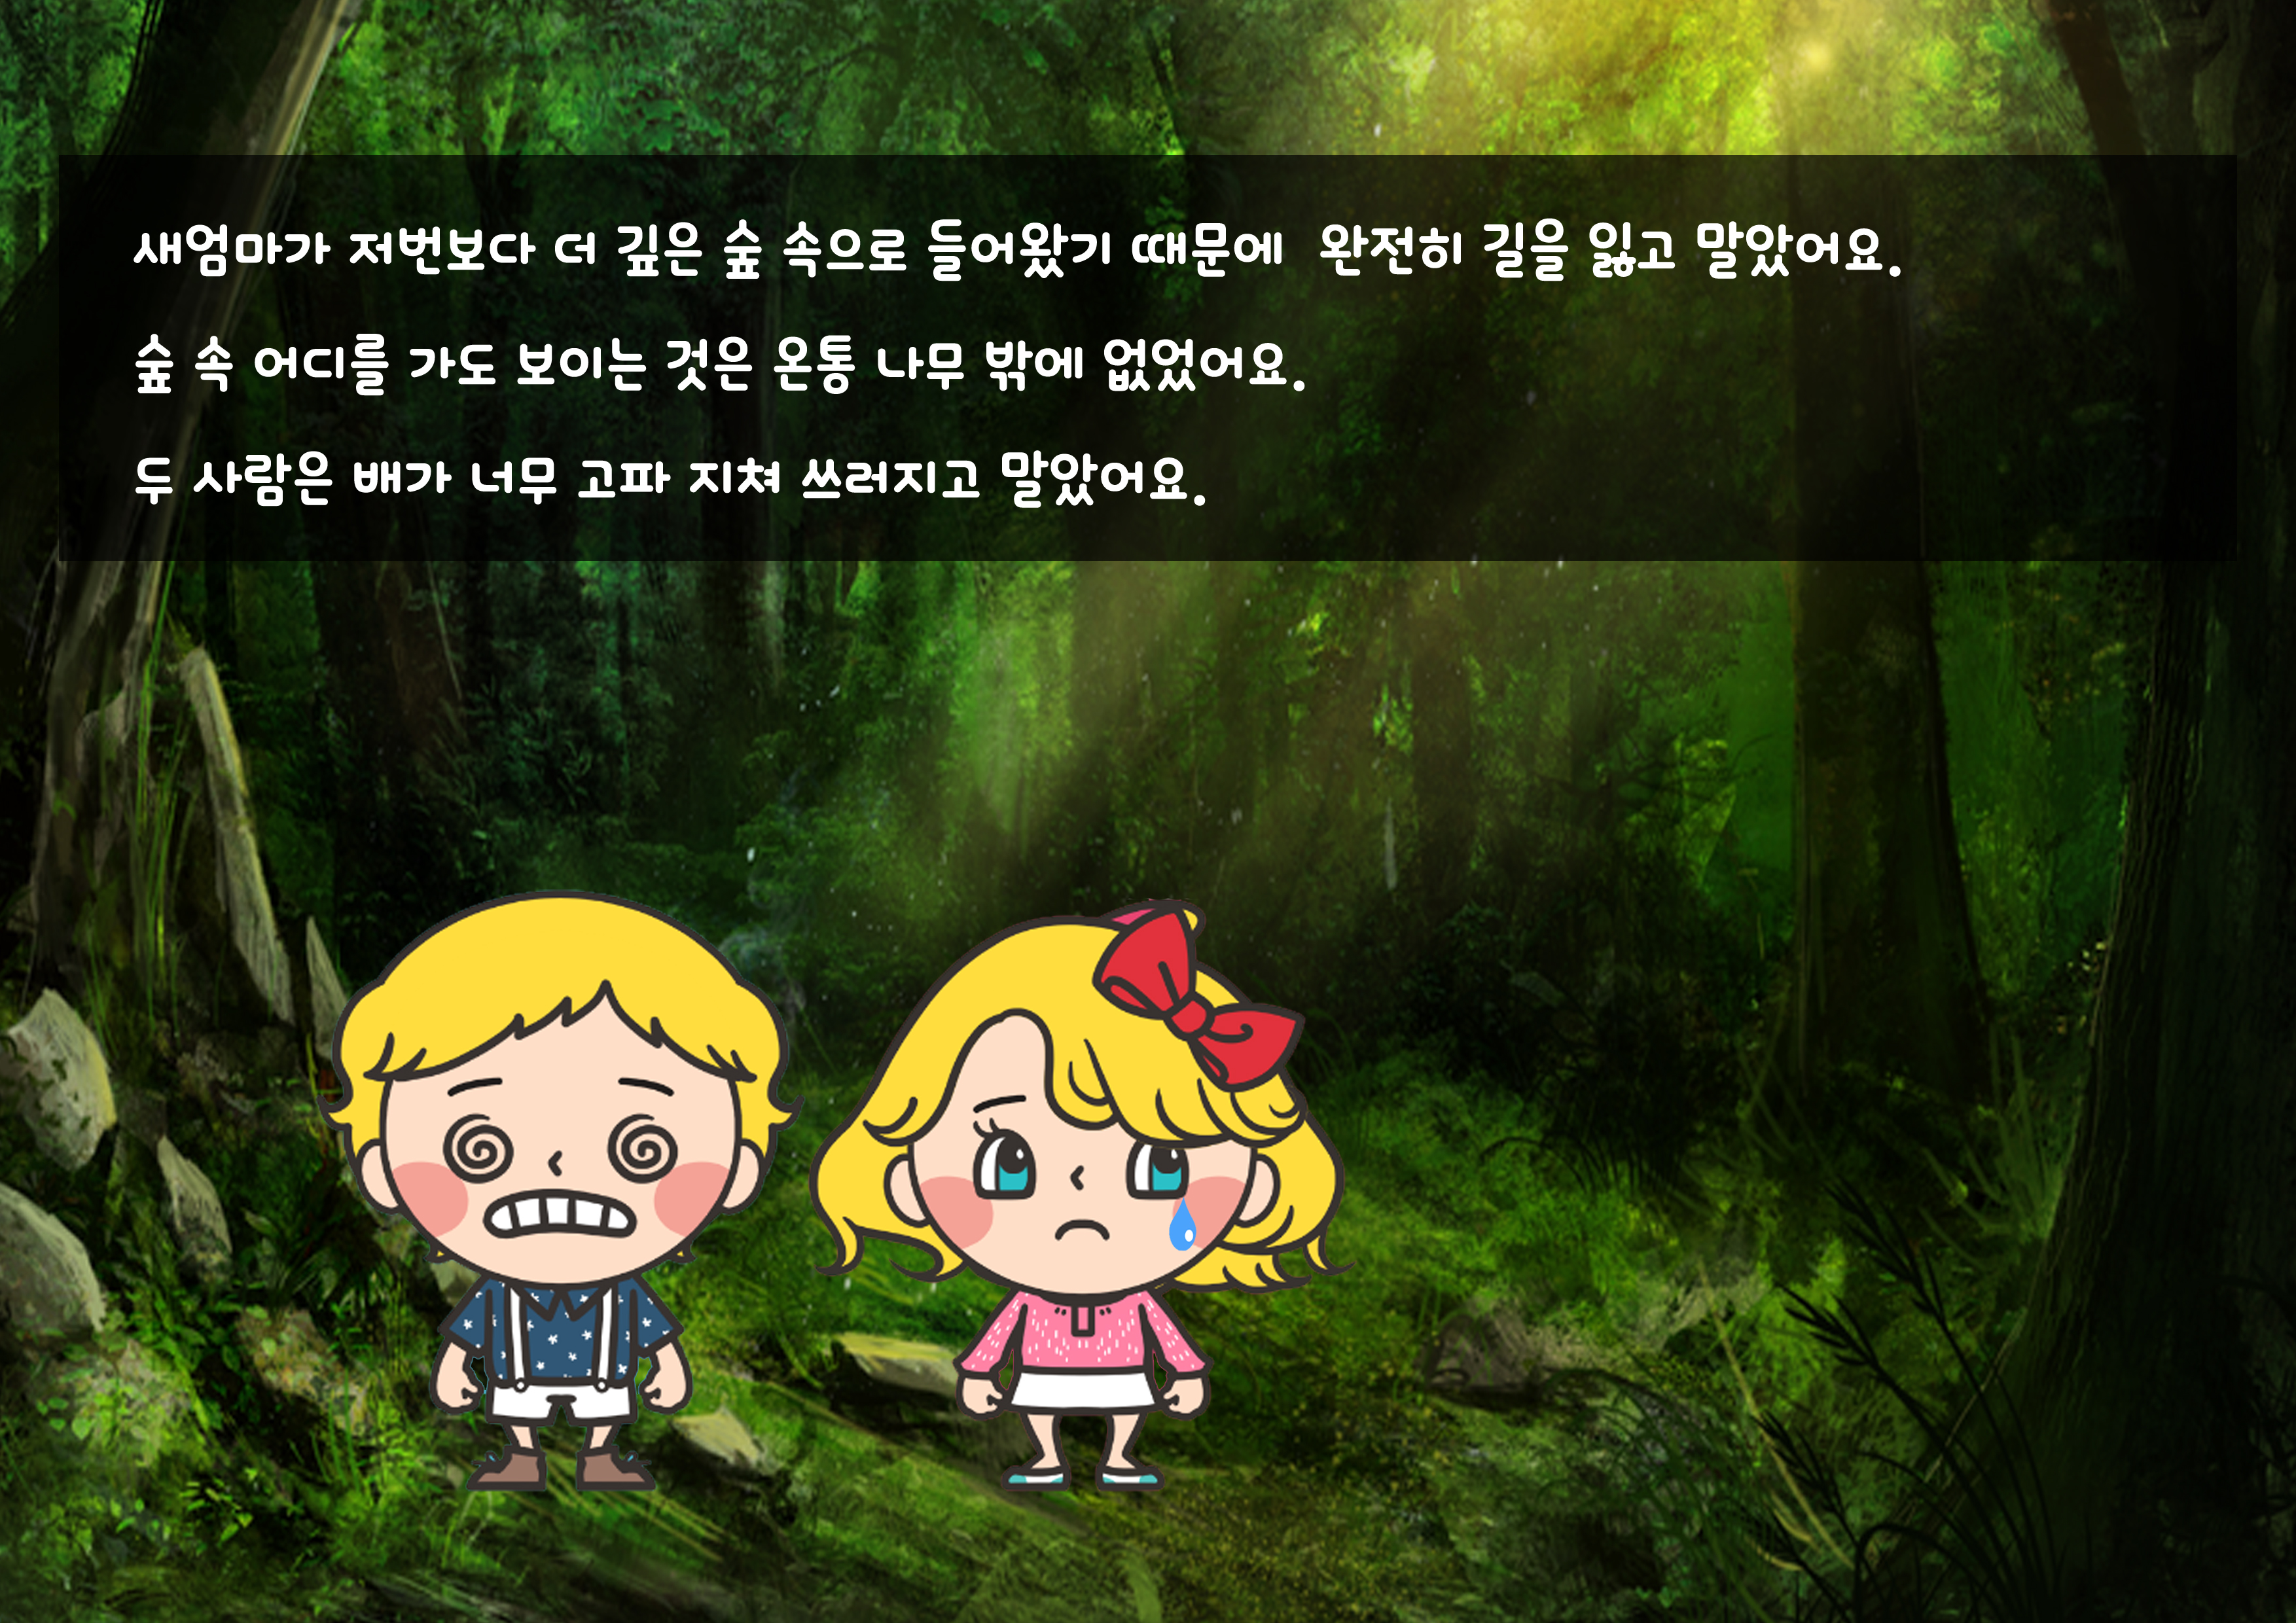 새엄마가 저번보다 더 깊은 숲 속으로 들어왔기 때문에  완전히 길을 잃고 말았어요.
숲 속 어디를 가도 보이는 것은 온통 나무 밖에 없었어요.
두 사람은 배가 너무 고파 지쳐 쓰러지고 말았어요.